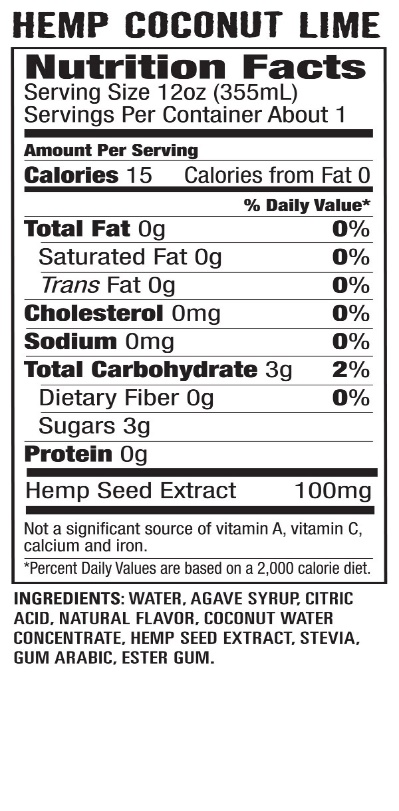 HEMP COCONUT LIME
Nutrition Facts
Serving Size 12oz (355mL)
Servings Per Container About 1
Amount Per Serving
Calories 15 Calories from Fat 0
% Daily Value*
Total Fat 0g 0%
Saturated Fat 0g 0%
Trans Fat 0g 0%
Cholesterol 0mg 0%
Sodium 0mg 0%
Total Carbohydrate 3g 2%
Dietary Fiber 0g 0%
Sugars 3g
Protein 0g
Hemp Seed Extract 100mg
Not a significant source of vitamin A, vitamin C,
calcium and iron.
*Percent Daily Values are based on a 2,000 calorie diet.
INGREDIENTS: WATER, AGAVE SYRUP, CITRIC
ACID, NATURAL FLAVOR, COCONUT WATER
CONCENTRATE, HEMP SEED EXTRACT, STEVIA,
GUM ARABIC, ESTER GUM.